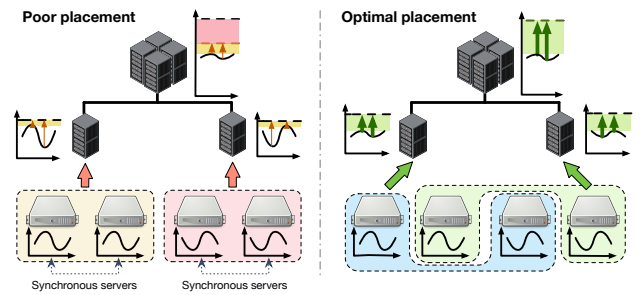 Poor placement
Optimal placement
Synchronous servers
Synchronous servers